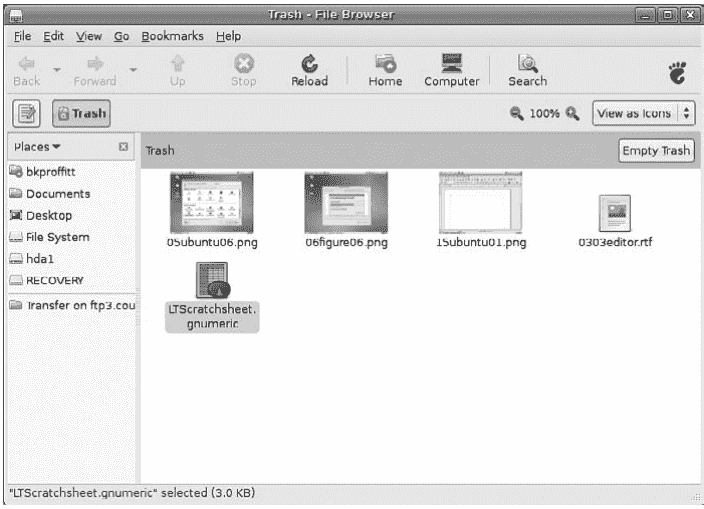 Trash - File Browser
File Edit View Go Bookmarks Help
Back Forward Up Stop Reload Home Computer Search
Trash 100% View as Icons
Places Trash Empty Trash
bkproffitt
Documents
Desktop
File System
hda1
RECOVERY
Transfer on ftp3.cou
05ubuntu06.png 06figure06.png 15ubuntu01.png 0303editor.rtf
LTScratchsheet.
gnumeric
"LTScratchsheet.gnumeric" selected (3.0 KB)